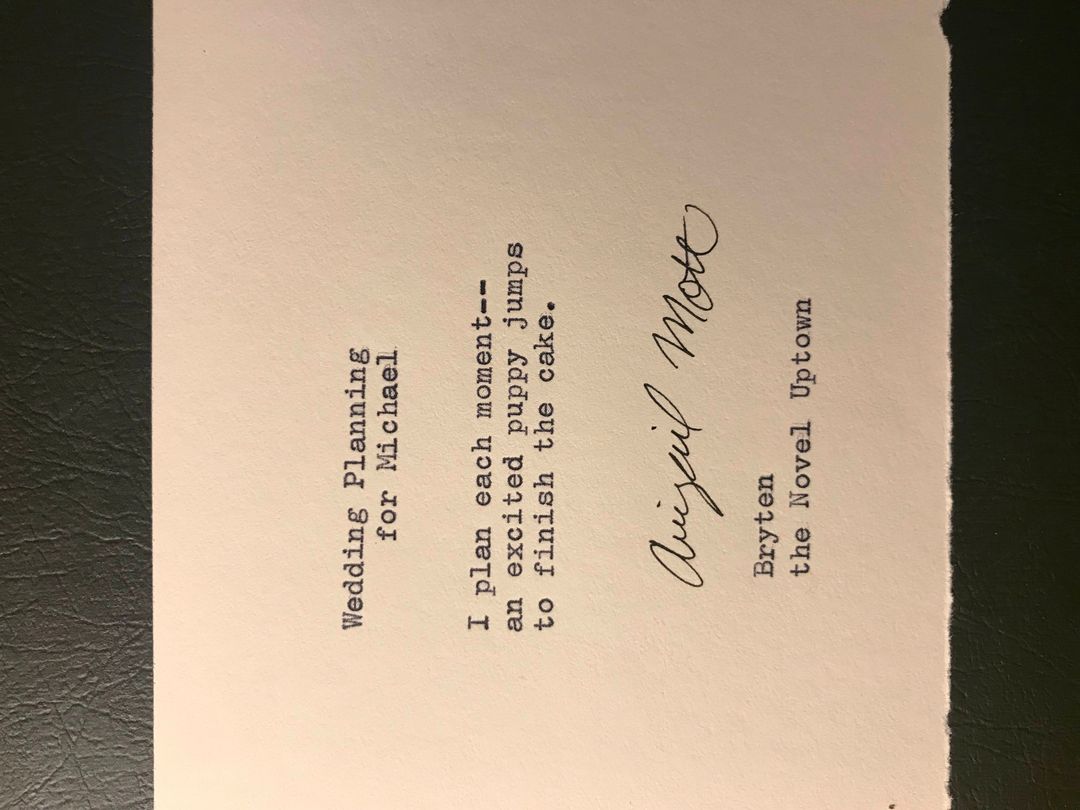 Wedding Planning
for Michael
I plan each moment--
an excited puppy jumps
to finish the cake.
Abigail Mott
Bryten
the Novel Uptown